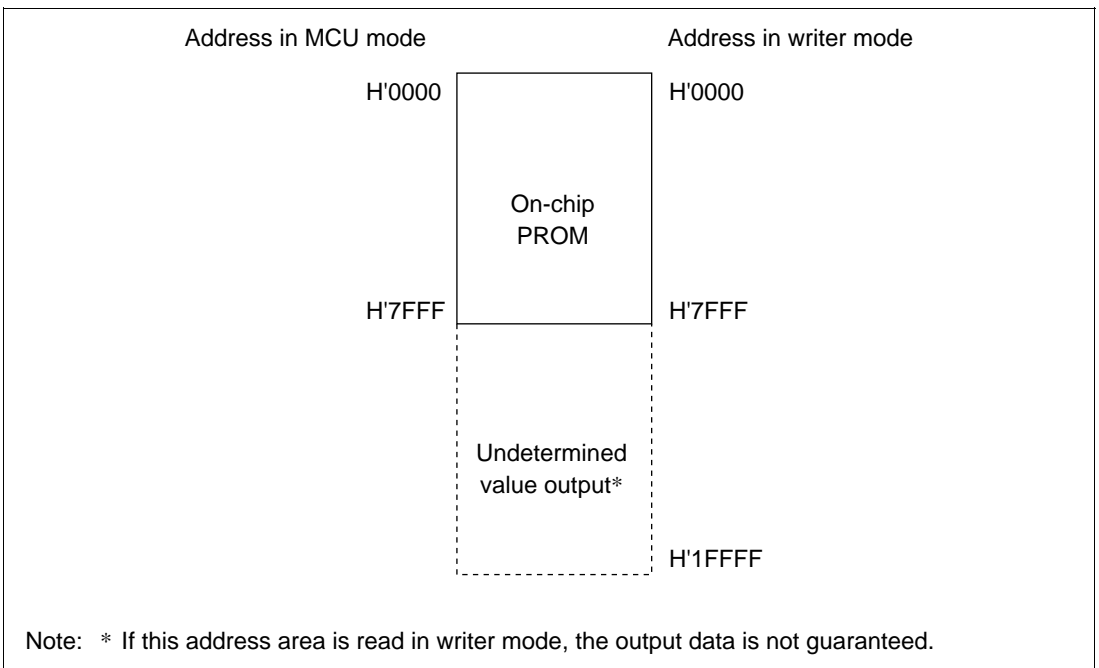 Address in MCU mode
Address in writer mode
H'0000
H'0000
On-chip
PROM
H'7FFF
H'7FFF
Undetermined
value output*
H'1FFFF
Note: * If this address area is read in writer mode, the output data is not guaranteed.